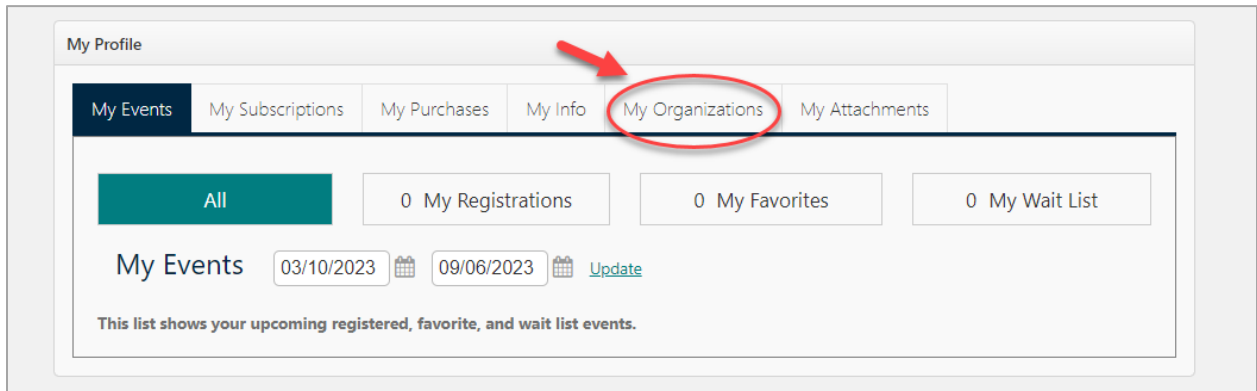 My Profile
My Events My Subscriptions My Purchases My Info My Organizations My Attachments
All 0 My Registrations 0 My Favorites 0 My Wait List
My Events 03/10/2023 09/06/2023 Update
This list shows your upcoming registered, favorite, and wait list events.